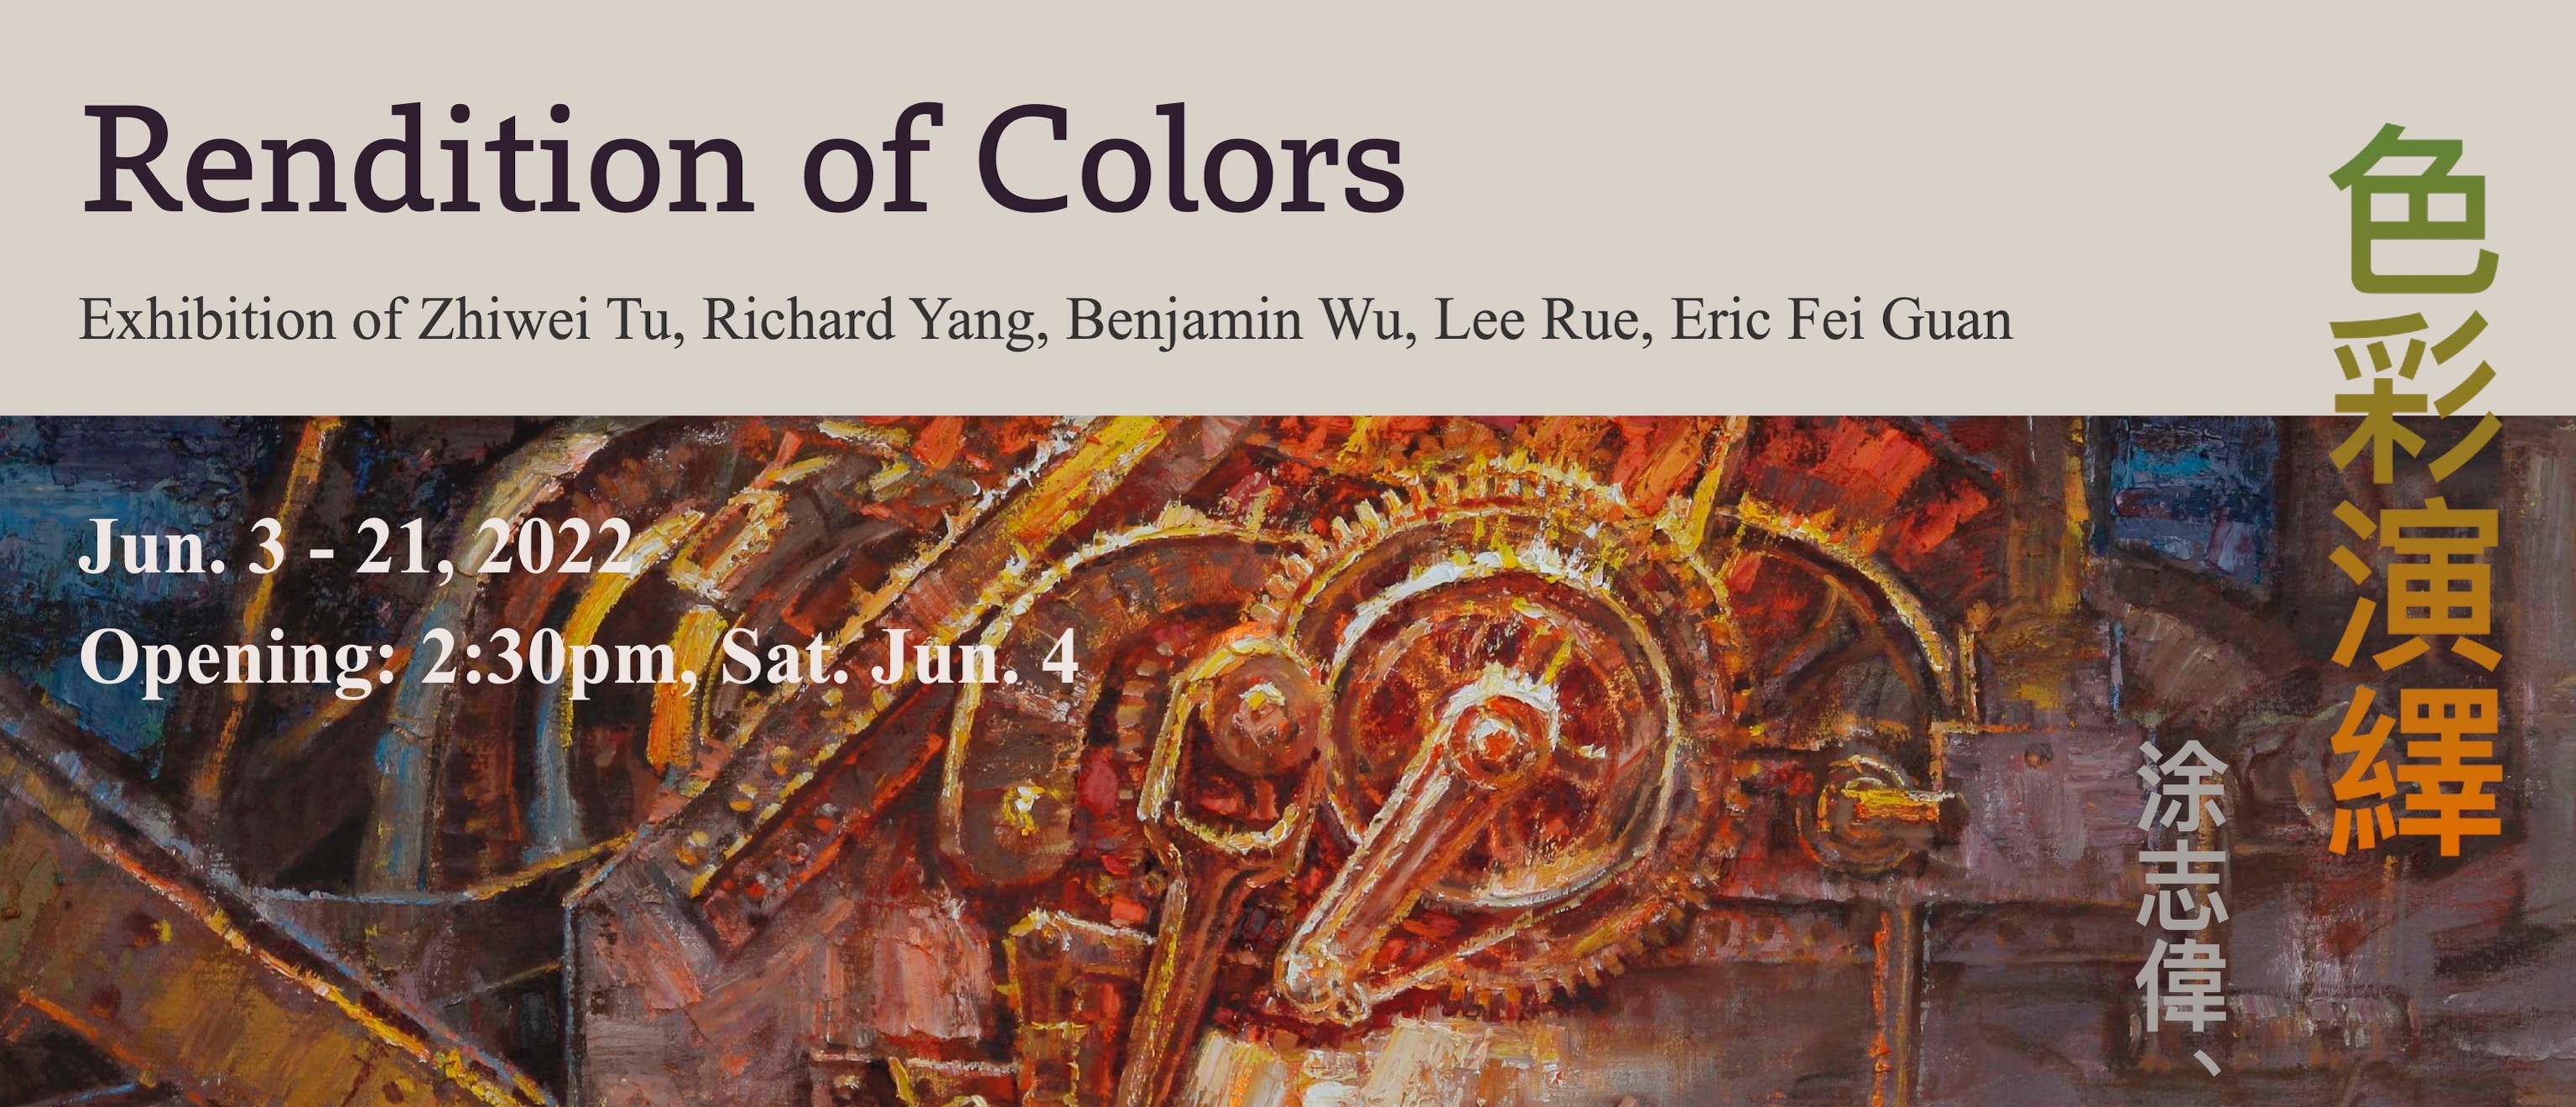 Rendition of Colors
Exhibition of Zhiwei Tu, Richard Yang, Benjamin Wu, Lee Rue, Eric Fei Guan
Jun. 3 - 21, 2022
Opening: 2:30pm, Sat. Jun. 4
色彩演繹
涂志偉、